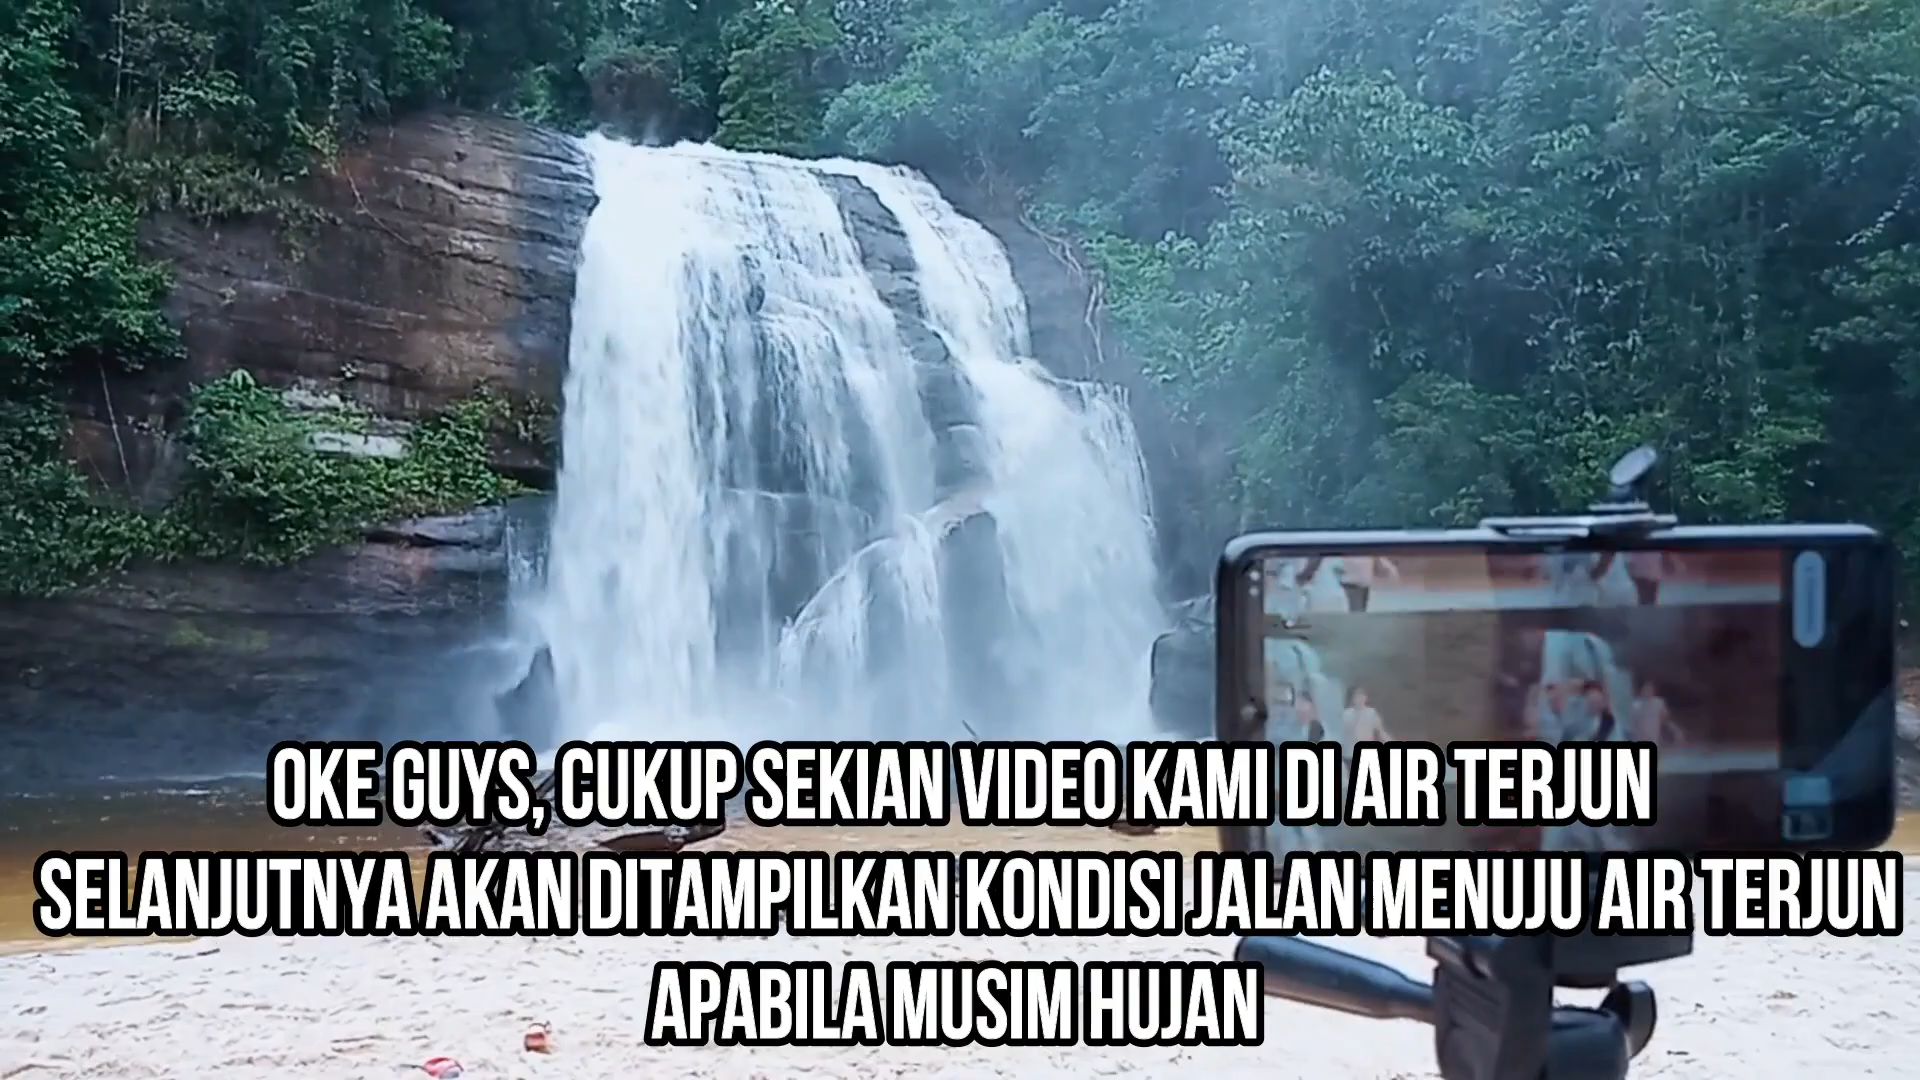 OKE GUYS, CUKUP SEKIAN VIDEO KAMI DI AIR TERJUN
SELANJUTNYA AKAN DITAMPILKAN KONDISI JALAN MENUJU AIR TERJUN
APABILA MUSIM HUJAN